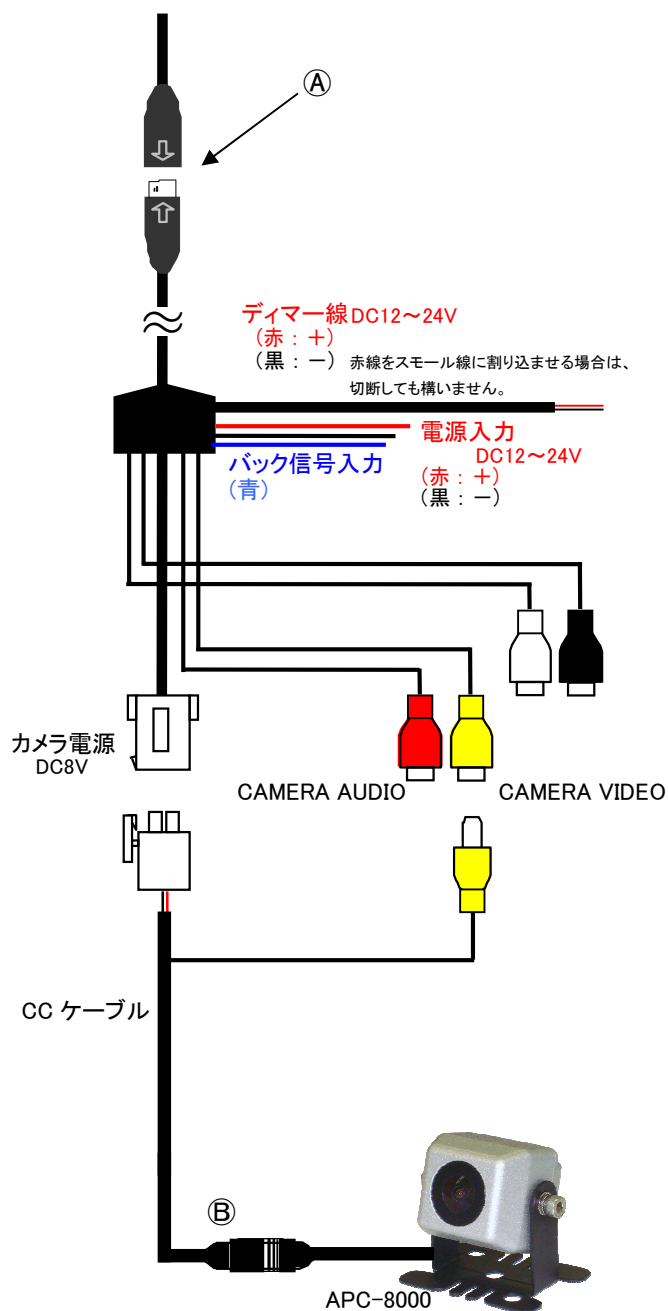 Ⓐ
ディマー線DC12～24V
(赤 : ＋)
(黒 : ー) 赤線をスモール線に割り込ませる場合は、
切断しても構いません。
電源入力
DC12～24V
(赤 : ＋)
(黒 : ー)
バック信号入力
(青)
カメラ電源
DC8V
CAMERA AUDIO
CAMERA VIDEO
CC ケーブル
Ⓑ
APC-8000